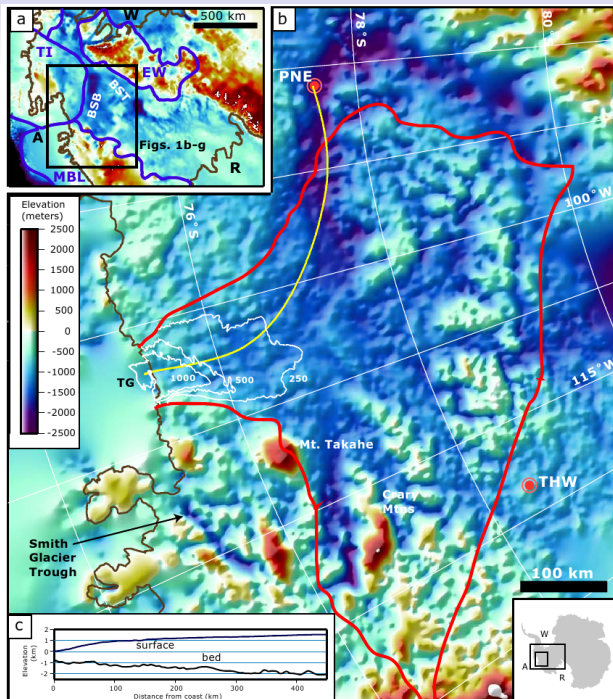 a
W
500 km
TI
EW
BSB
BST
A
Figs. 1b-g
R
MBL
b
78°S
80°
PNE
100°W
76°S
115°W
Elevation
(meters)
2500
2000
1500
1000
500
0
-500
-1000
-1500
-2000
-2500
TG
1000
500
250
Mt. Takahe
Crary
Mtns
THW
Smith
Glacier
Trough
100 km
c
Elevation
(km)
2
1
0
-1
-2
surface
bed
0
100
200
300
400
Distance from coast (km)
W
A
R